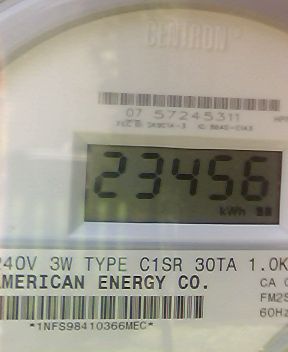 CENTRON
07 57245311
23456
kWh
240V 3W TYPE C1SR 30TA 1.0K
AMERICAN ENERGY CO.
CA
FM2S
60Hz
*1NFS98410366MEC*